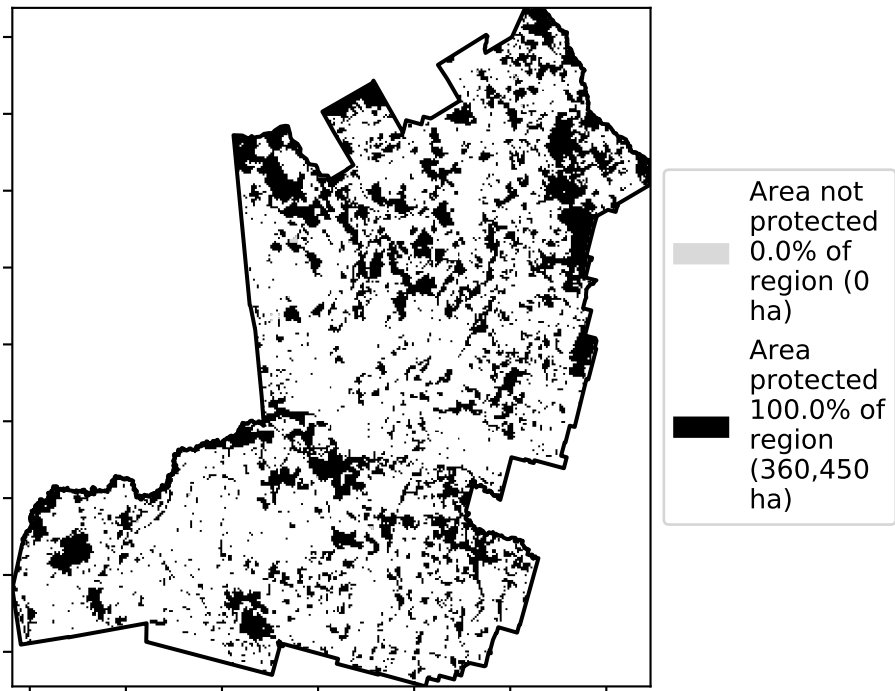 Area not
protected
0.0% of
region (0
ha)
Area
protected
100.0% of
region
(360,450
ha)